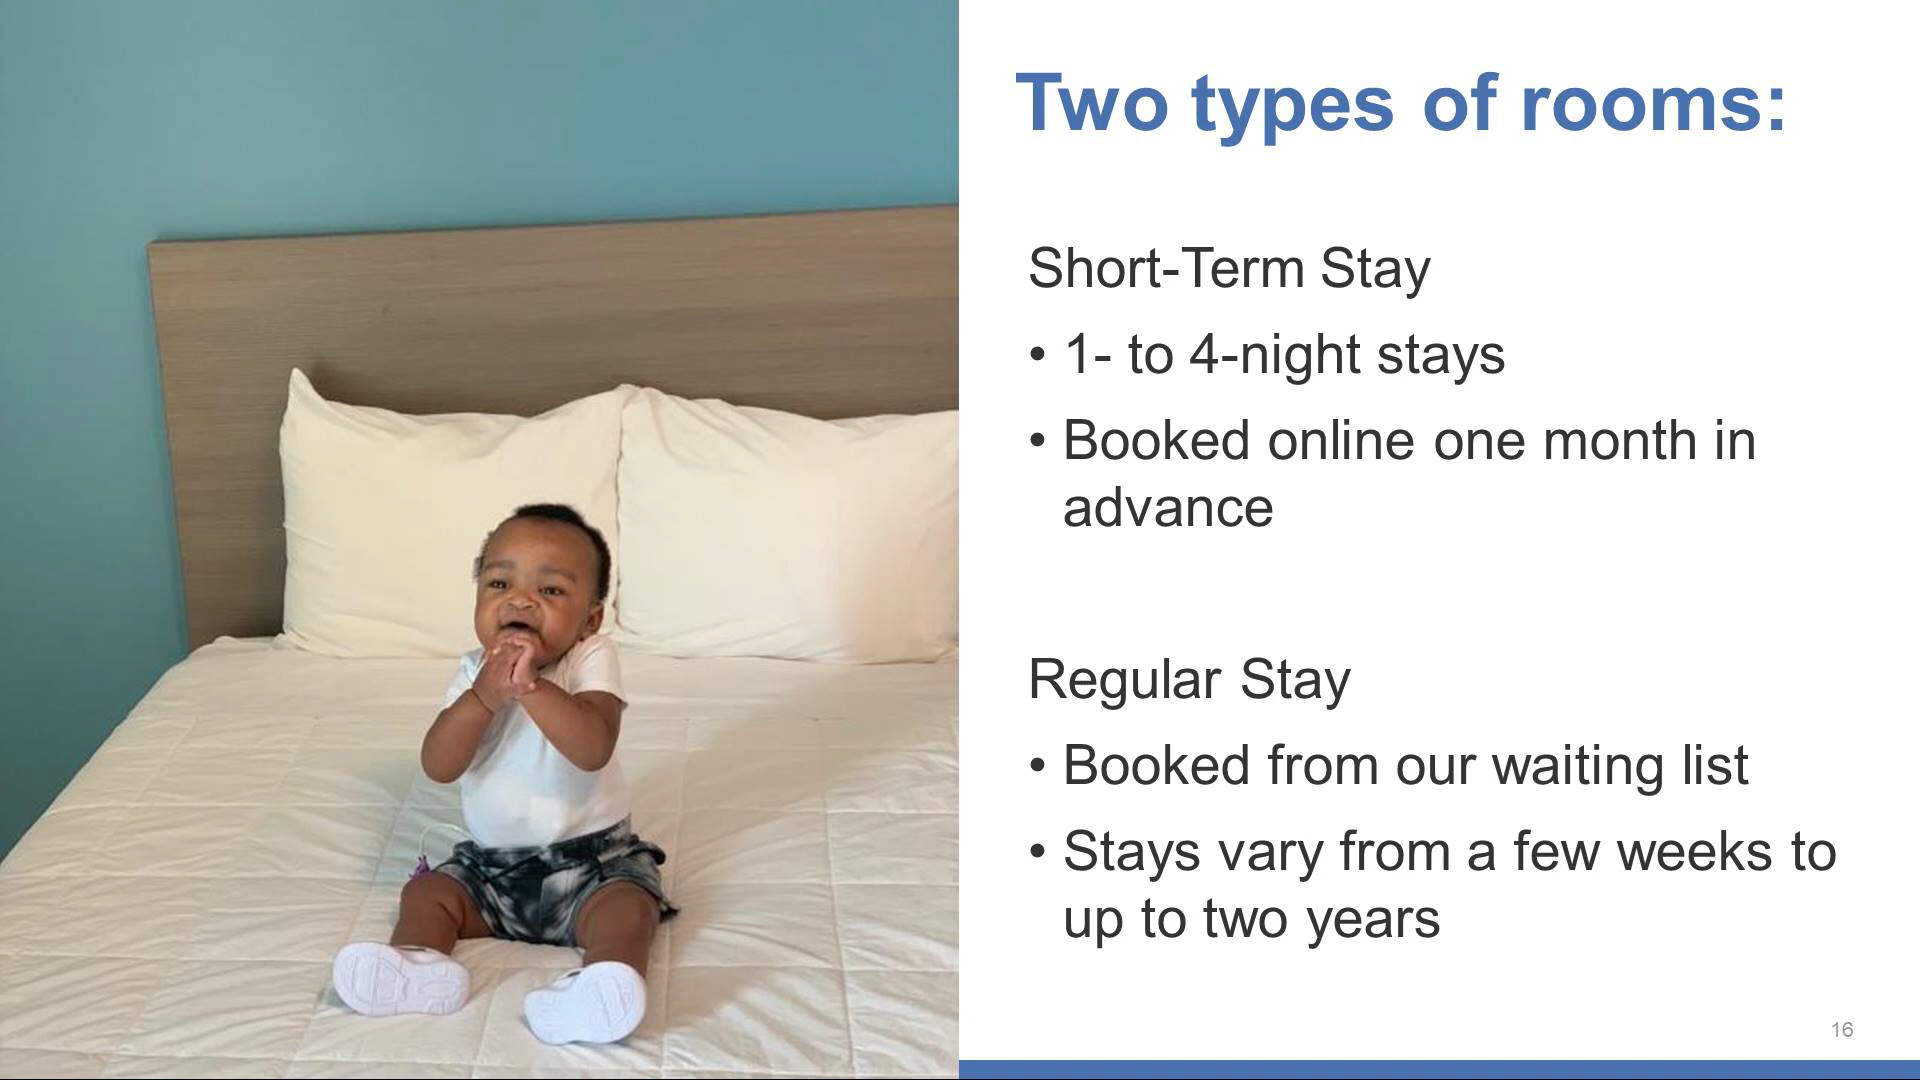 Two types of rooms:
Short-Term Stay
• 1- to 4-night stays
• Booked online one month in
advance
Regular Stay
• Booked from our waiting list
• Stays vary from a few weeks to
up to two years
16